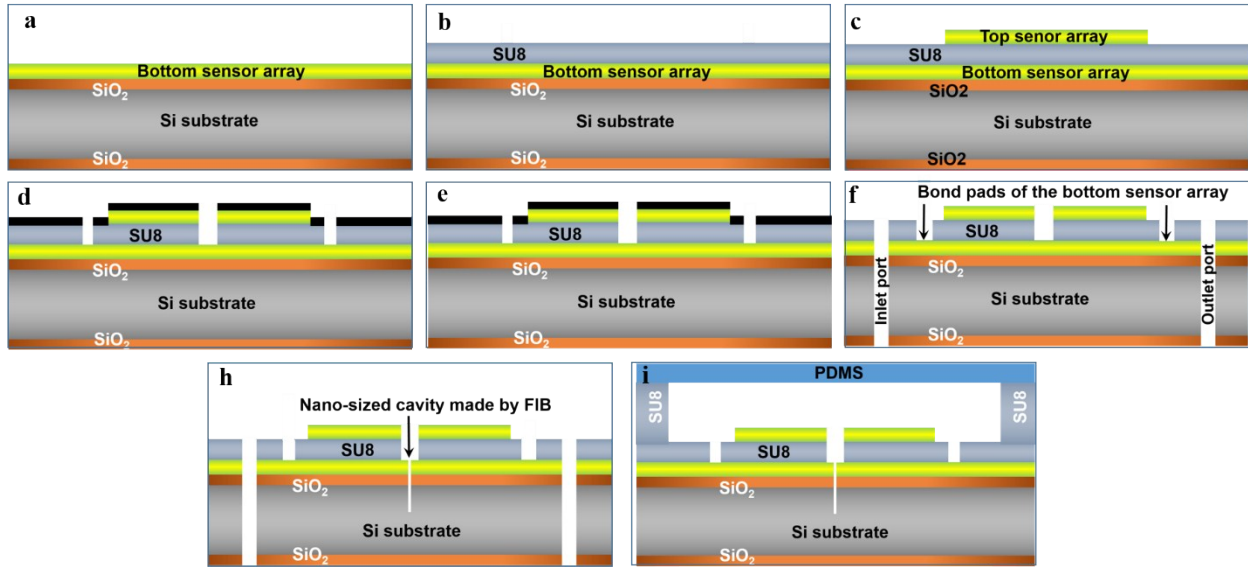 a
Bottom sensor array
SiO₂
Si substrate
SiO₂
b
SU8
Bottom sensor array
SiO₂
Si substrate
SiO₂
c
Top senor array
SU8
Bottom sensor array
SiO2
Si substrate
SiO2
d
SU8
SiO₂
Si substrate
SiO₂
e
SU8
SiO₂
Si substrate
SiO₂
f
Bond pads of the bottom sensor array
SU8
SiO₂
Inlet port
Si substrate
Outlet port
SiO₂
h
Nano-sized cavity made by FIB
SU8
SiO₂
Si substrate
SiO₂
i
PDMS
SU8
SU8
SU8
SiO₂
Si substrate
SiO₂